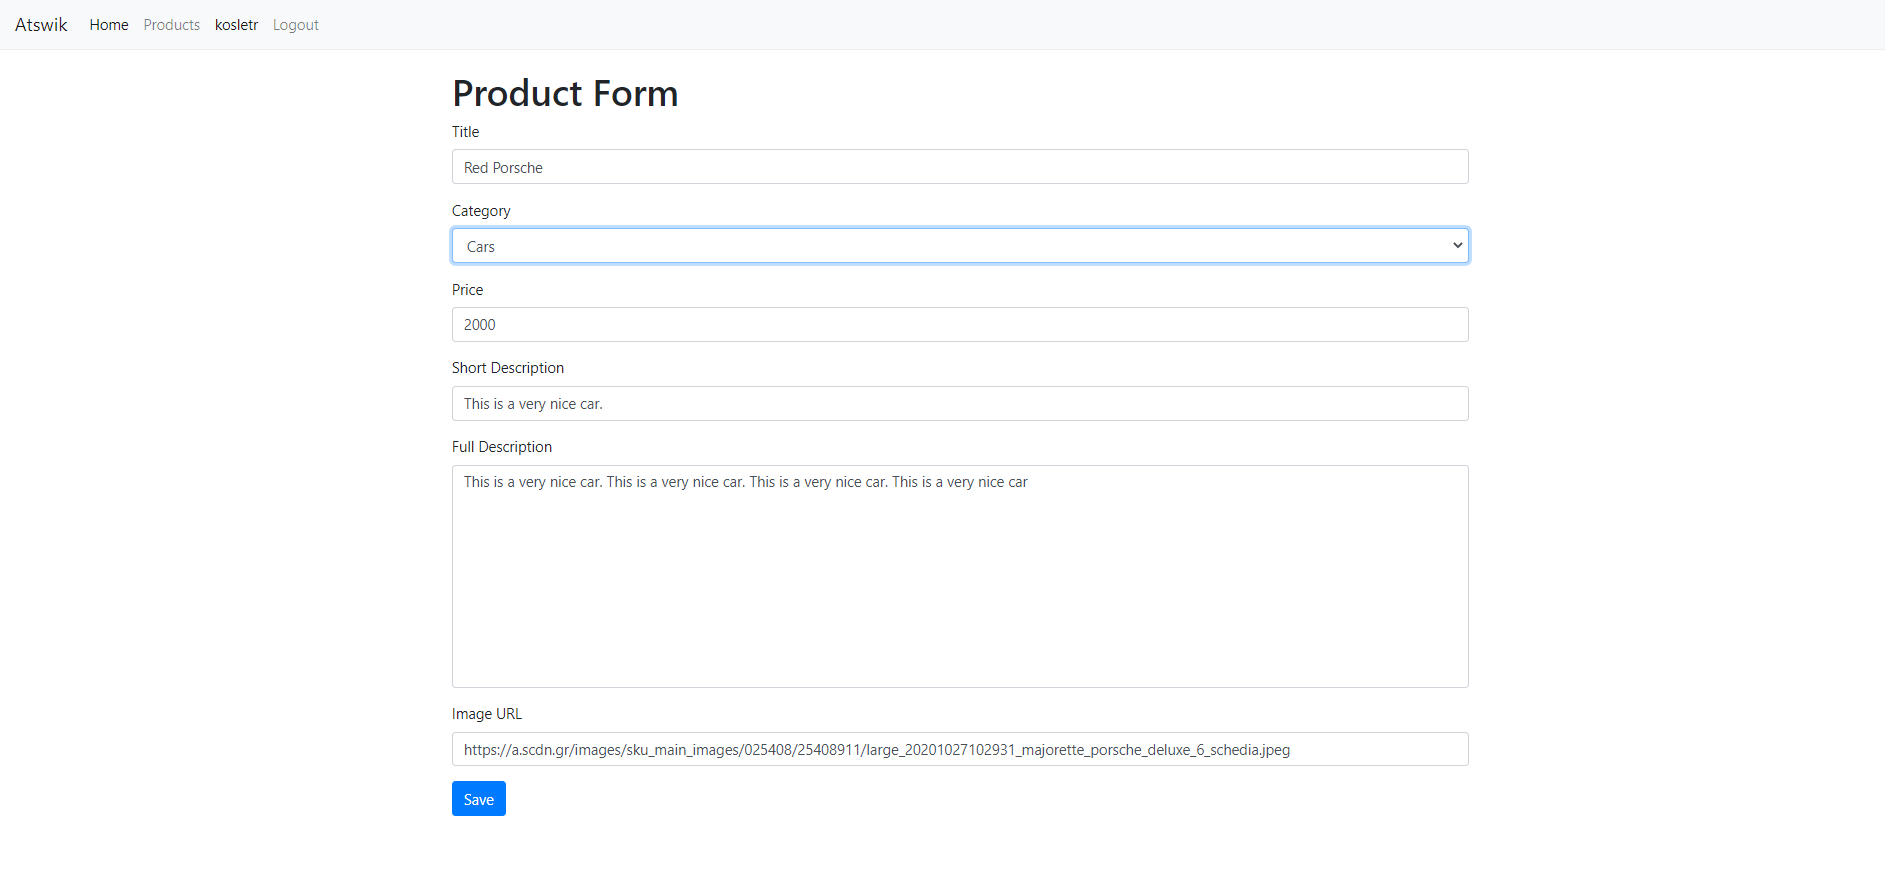 Atswik Home Products kosletr Logout
Product Form
Title
Red Porsche
Category
Cars
Price
2000
Short Description
This is a very nice car.
Full Description
This is a very nice car. This is a very nice car. This is a very nice car. This is a very nice car
Image URL
https://a.scdn.gr/images/sku_main_images/025408/25408911/large_20201027102931_majorette_porsche_deluxe_6_schedia.jpeg
Save